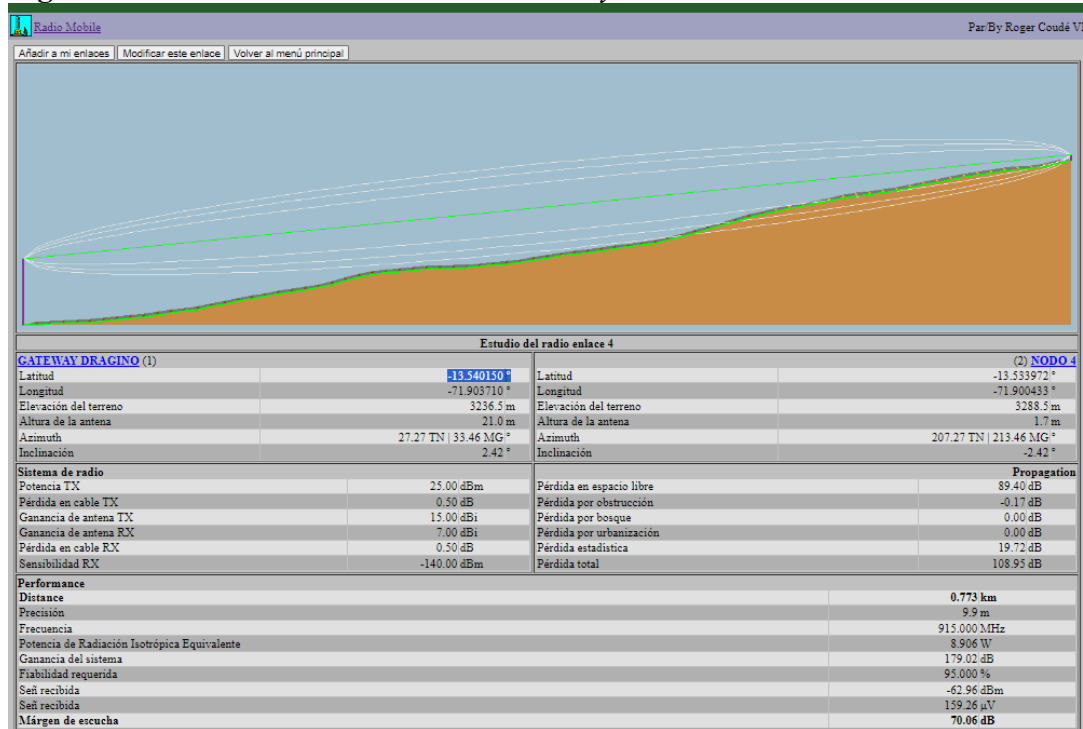 Radio Mobile Par/By Roger Coudé
Añadir a mi enlaces Modificar este enlace Volver al menú principal
Estudio del radio enlace 4
GATEWAY DRAGINO (1) (2) NODO 4
Latitud -13.540150 ° Latitud -13.533972 °
Longitud -71.903710 ° Longitud -71.900433 °
Elevación del terreno 3236.5 m Elevación del terreno 3288.5 m
Altura de la antena 21.0 m Altura de la antena 1.7 m
Azimuth 27.27 TN | 33.46 MG ° Azimuth 207.27 TN | 213.46 MG °
Inclinación 2.42 ° Inclinación -2.42 °
Sistema de radio Propagation
Potencia TX 25.00 dBm Pérdida en espacio libre 89.40 dB
Pérdida en cable TX 0.50 dB Pérdida por obstrucción -0.17 dB
Ganancia de antena TX 15.00 dBi Pérdida por bosque 0.00 dB
Ganancia de antena RX 7.00 dBi Pérdida por urbanización 0.00 dB
Pérdida en cable RX 0.50 dB Pérdida estadística 19.72 dB
Sensibilidad RX -140.00 dBm Pérdida total 108.95 dB
Performance
Distance 0.773 km
Precisión 9.9 m
Frecuencia 915.000 MHz
Potencia de Radiación Isotrópica Equivalente 8.906 W
Ganancia del sistema 179.02 dB
Fiabilidad requerida 95.000 %
Señ recibida -62.96 dBm
Señ recibida 159.26 µV
Márgen de escucha 70.06 dB